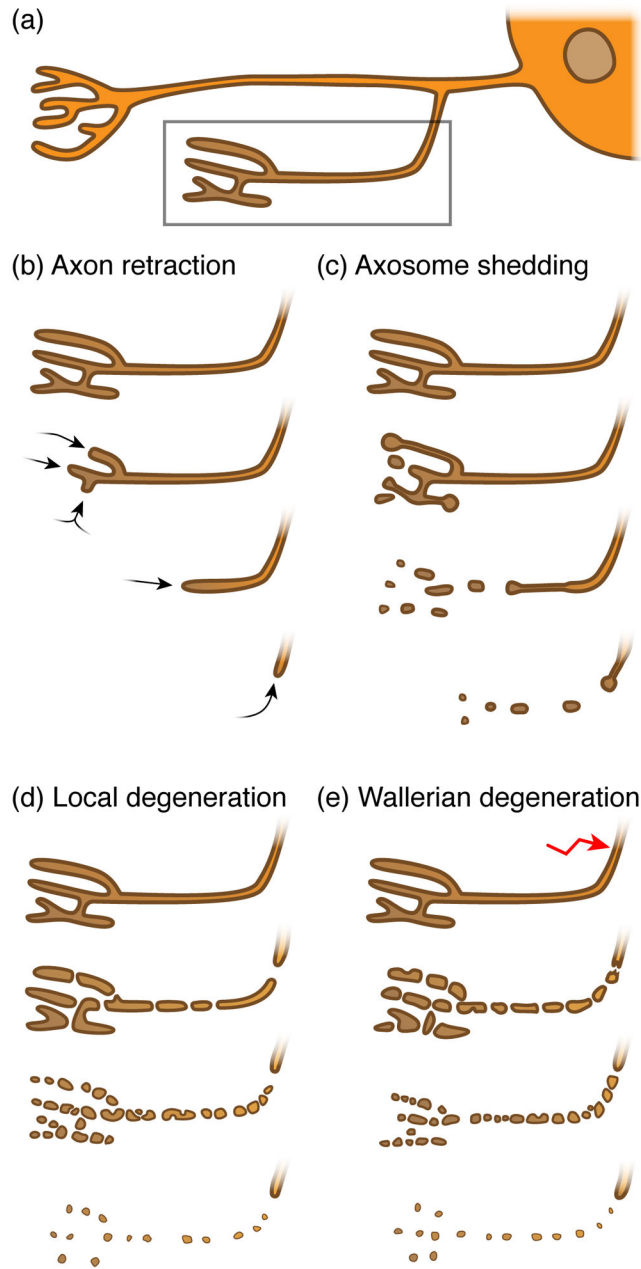 (a)
(b) Axon retraction
(c) Axosome shedding
(d) Local degeneration
(e) Wallerian degeneration